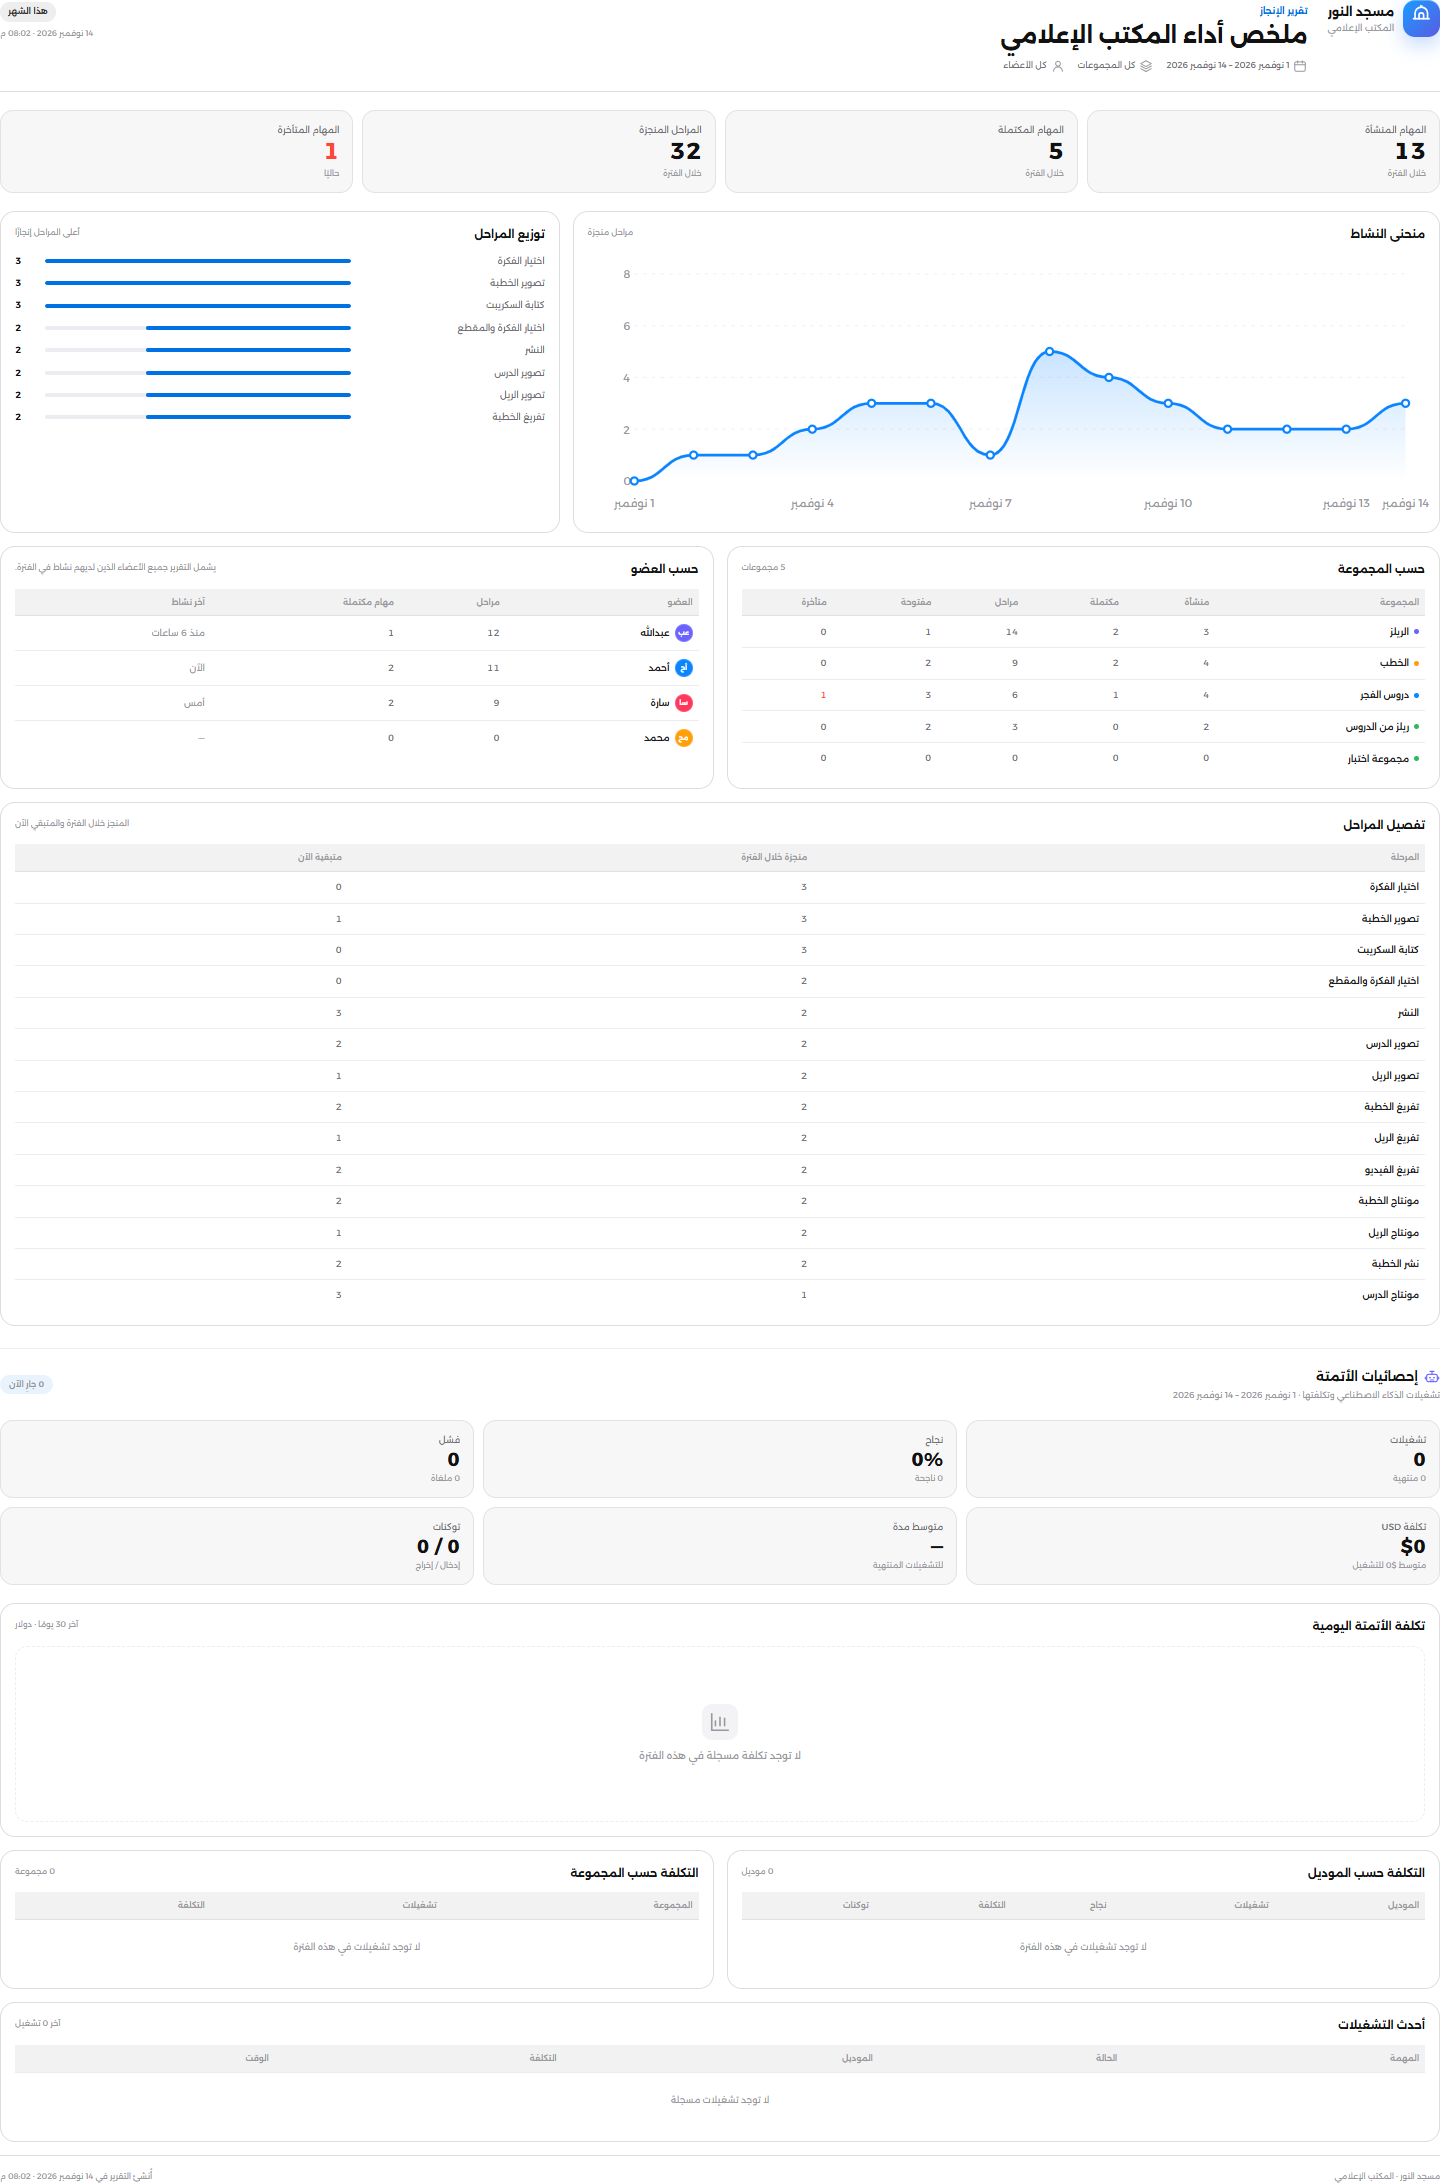 مسجد النور
المكتب الإعلامي
تقرير الإنجاز
ملخص أداء المكتب الإعلامي
1 نوفمبر 2026 – 14 نوفمبر 2026
كل المجموعات
كل الأعضاء
هذا الشهر
14 نوفمبر 2026 · 08:02 م
المهام المنشأة
13
خلال الفترة
المهام المكتملة
5
خلال الفترة
المراحل المنجزة
32
خلال الفترة
المهام المتأخرة
1
حاليًا
منحنى النشاط
مراحل منجزة
8
6
4
2
0
1 نوفمبر
4 نوفمبر
7 نوفمبر
10 نوفمبر
13 نوفمبر
14 نوفمبر
توزيع المراحل
أعلى المراحل إنجازًا
اختيار الفكرة 3
تصوير الخطبة 3
كتابة السكريبت 3
اختيار الفكرة والمقطع 2
النشر 2
تصوير الدرس 2
تصوير الريل 2
تفريغ الخطبة 2
حسب المجموعة
5 مجموعات
المجموعة منشأة مكتملة مراحل مفتوحة متأخرة
الريلز 3 2 14 1 0
الخطب 4 2 9 2 0
دروس الفجر 4 1 6 3 1
ريلز من الدروس 2 0 3 2 0
مجموعة اختبار 0 0 0 0 0
حسب العضو
يشمل التقرير جميع الأعضاء الذين لديهم نشاط في الفترة.
العضو مراحل مهام مكتملة آخر نشاط
عب عبدالله 12 1 منذ 6 ساعات
أح أحمد 11 2 الآن
سا سارة 9 2 أمس
مح محمد 0 0 —
تفصيل المراحل
المنجز خلال الفترة والمتبقي الآن
المرحلة منجزة خلال الفترة متبقية الآن
اختيار الفكرة 3 0
تصوير الخطبة 3 1
كتابة السكريبت 3 0
اختيار الفكرة والمقطع 2 0
النشر 2 3
تصوير الدرس 2 2
تصوير الريل 2 1
تفريغ الخطبة 2 2
تفريغ الريل 2 1
تفريغ الفيديو 2 2
مونتاج الخطبة 2 2
مونتاج الريل 2 1
نشر الخطبة 2 2
مونتاج الدرس 1 3
إحصائيات الأتمتة
تشغيلات الذكاء الاصطناعي وتكلفتها · 1 نوفمبر 2026 – 14 نوفمبر 2026
0 جارٍ الآن
تشغيلات
0
0 منتهية
نجاح
0%
0 ناجحة
فشل
0
0 ملغاة
تكلفة USD
$0
متوسط $0 للتشغيل
متوسط مدة
—
للتشغيلات المنتهية
توكنات
0 / 0
إدخال / إخراج
تكلفة الأتمتة اليومية
آخر 30 يومًا · دولار
لا توجد تكلفة مسجلة في هذه الفترة
التكلفة حسب الموديل
0 موديل
الموديل تشغيلات نجاح التكلفة توكنات
لا توجد تشغيلات في هذه الفترة
التكلفة حسب المجموعة
0 مجموعة
المجموعة تشغيلات التكلفة
لا توجد تشغيلات في هذه الفترة
أحدث التشغيلات
آخر 0 تشغيل
المهمة الحالة الموديل التكلفة الوقت
لا توجد تشغيلات مسجلة
مسجد النور · المكتب الإعلامي
أُنشئ التقرير في 14 نوفمبر 2026 · 08:02 م